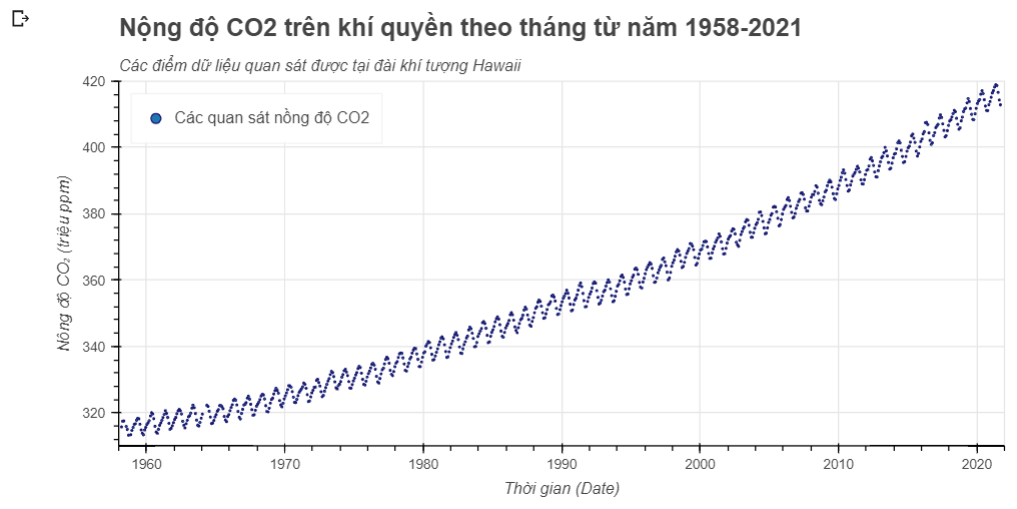 Nộng độ CO2 trên khí quyền theo tháng từ năm 1958-2021
Các điểm dữ liệu quan sát được tại đài khí tượng Hawaii
Các quan sát nồng độ CO2
Nồng độ CO₂ (triệu ppm)
420
400
380
360
340
320
1960 1970 1980 1990 2000 2010 2020
Thời gian (Date)